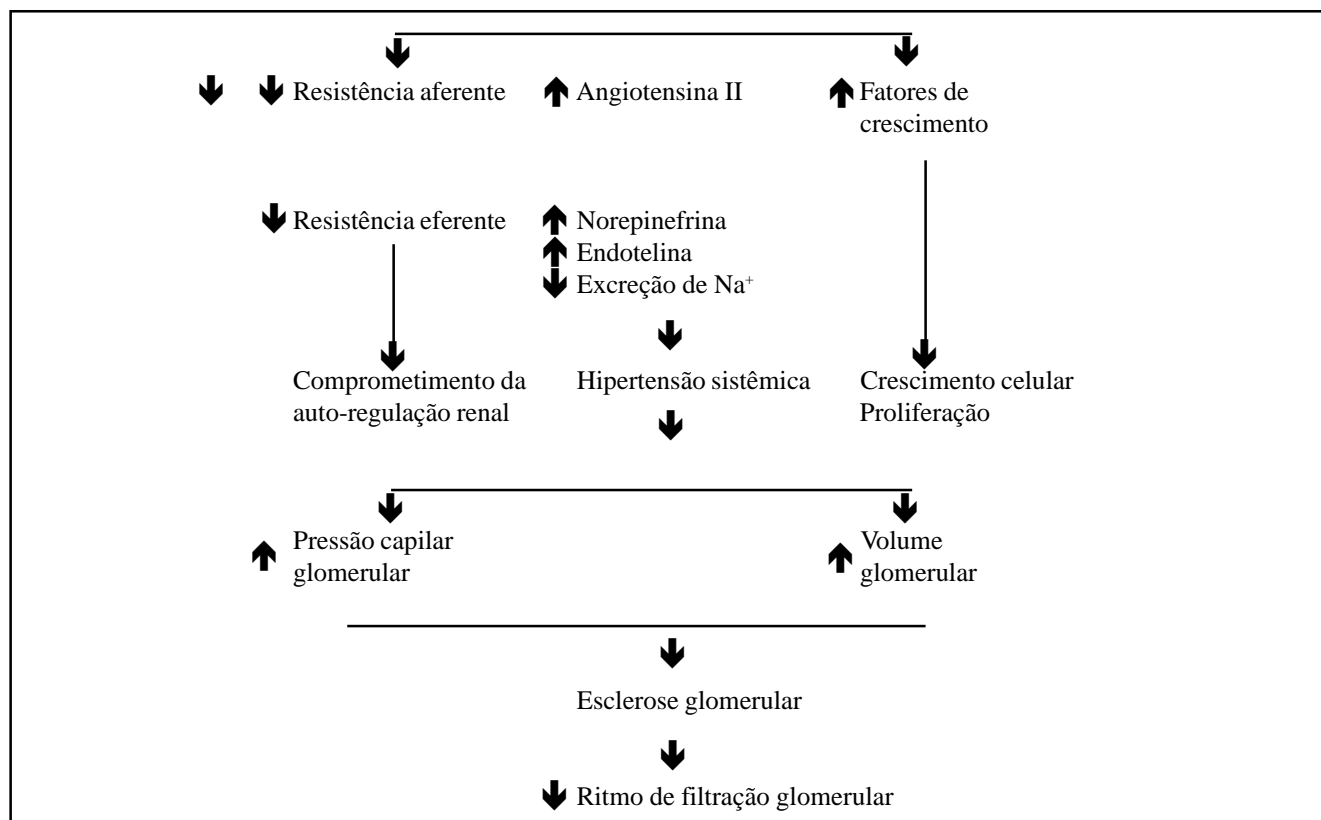 Resistência aferente
Angiotensina II
Fatores de
crescimento
Resistência eferente
Norepinefrina
Endotelina
Excreção de Na⁺
Comprometimento da
auto-regulação renal
Hipertensão sistêmica
Crescimento celular
Proliferação
Pressão capilar
glomerular
Volume
glomerular
Esclerose glomerular
Ritmo de filtração glomerular